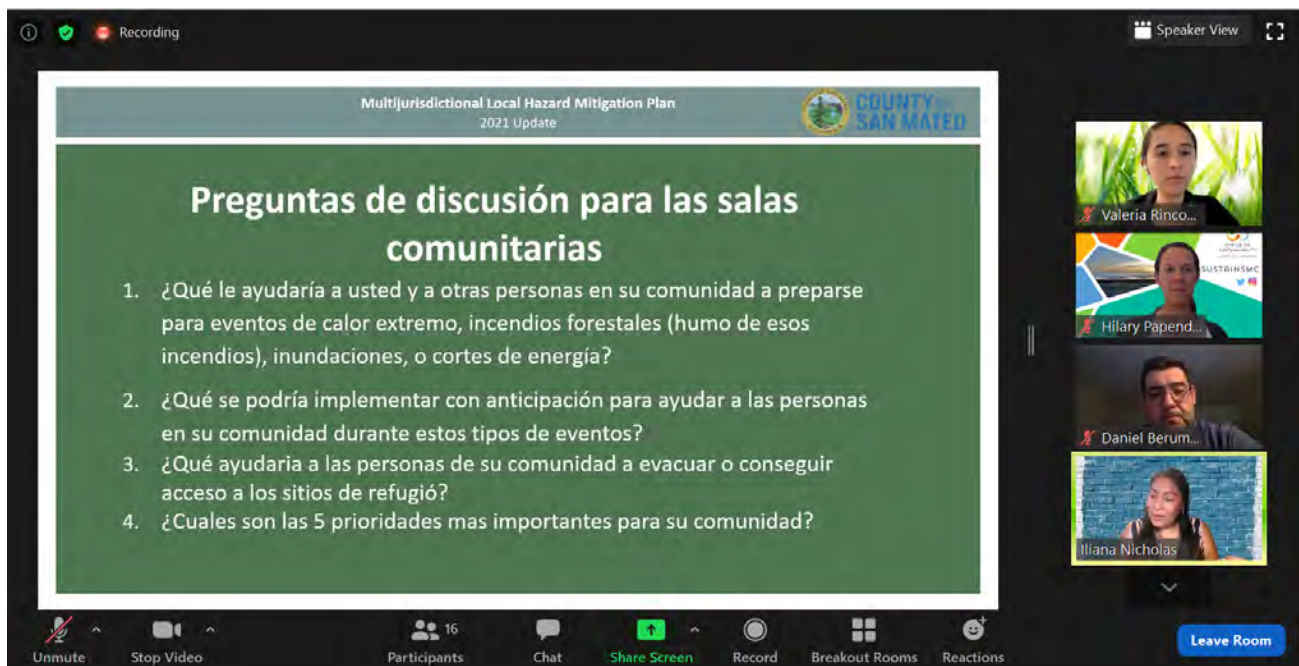 Recording
Speaker View
Multijurisdictional Local Hazard Mitigation Plan
2021 Update
COUNTY OF
SAN MATEO
Preguntas de discusión para las salas
comunitarias
1. ¿Qué le ayudaría a usted y a otras personas en su comunidad a preparse
para eventos de calor extremo, incendios forestales (humo de esos
incendios), inundaciones, o cortes de energía?
2. ¿Qué se podría implementar con anticipación para ayudar a las personas
en su comunidad durante estos tipos de eventos?
3. ¿Qué ayudaria a las personas de su comunidad a evacuar o conseguir
acceso a los sitios de refugió?
4. ¿Cuales son las 5 prioridades mas importantes para su comunidad?
Valeria Rinco...
SUSTAINSMC
Hilary Papend...
Daniel Berum...
Iliana Nicholas
Unmute
Stop Video
16
Participants
Chat
Share Screen
Record
Breakout Rooms
Reactions
Leave Room